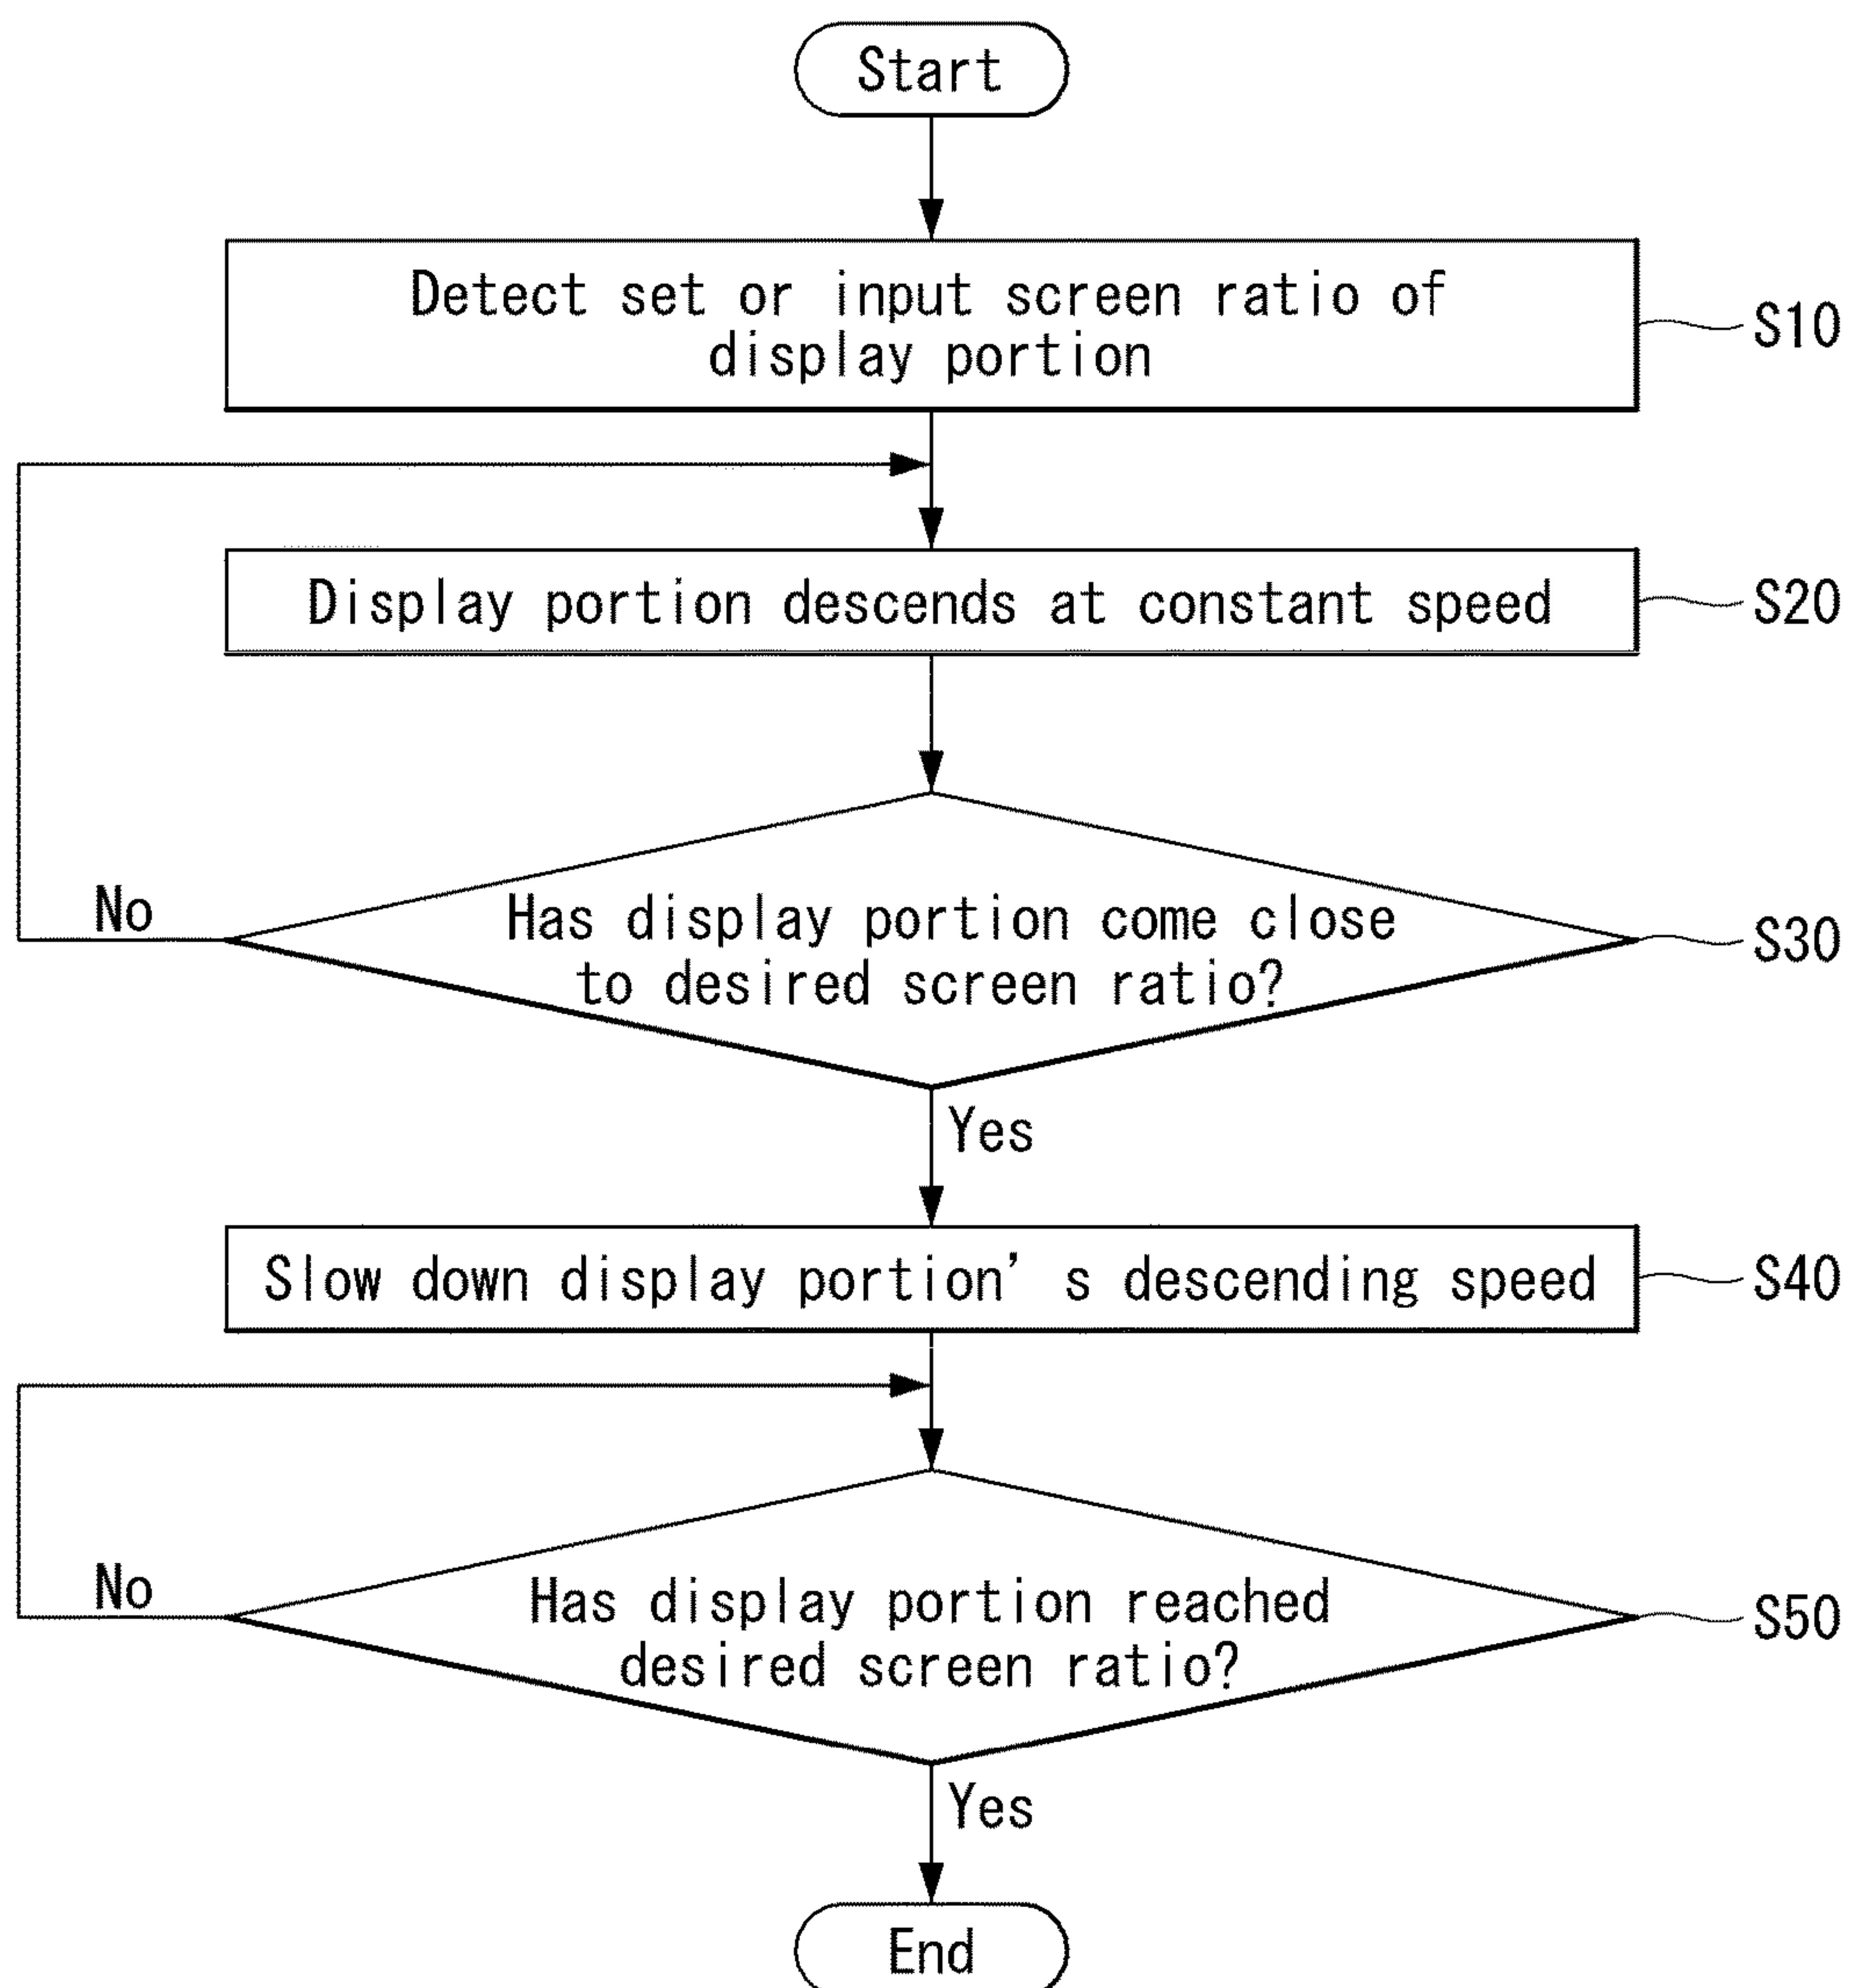 Start
Detect set or input screen ratio of
display portion
S10
Display portion descends at constant speed
S20
No
Has display portion come close
to desired screen ratio?
S30
Yes
Slow down display portion's descending speed
S40
No
Has display portion reached
desired screen ratio?
S50
Yes
End